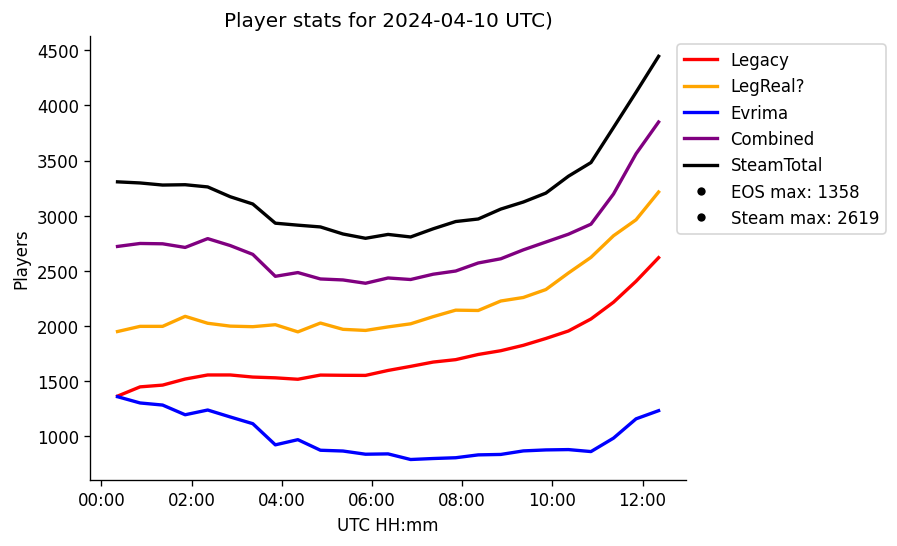 Player stats for 2024-04-10 UTC)
Players
4500
4000
3500
3000
2500
2000
1500
1000
00:00 02:00 04:00 06:00 08:00 10:00 12:00
UTC HH:mm
Legacy
LegReal?
Evrima
Combined
SteamTotal
EOS max: 1358
Steam max: 2619